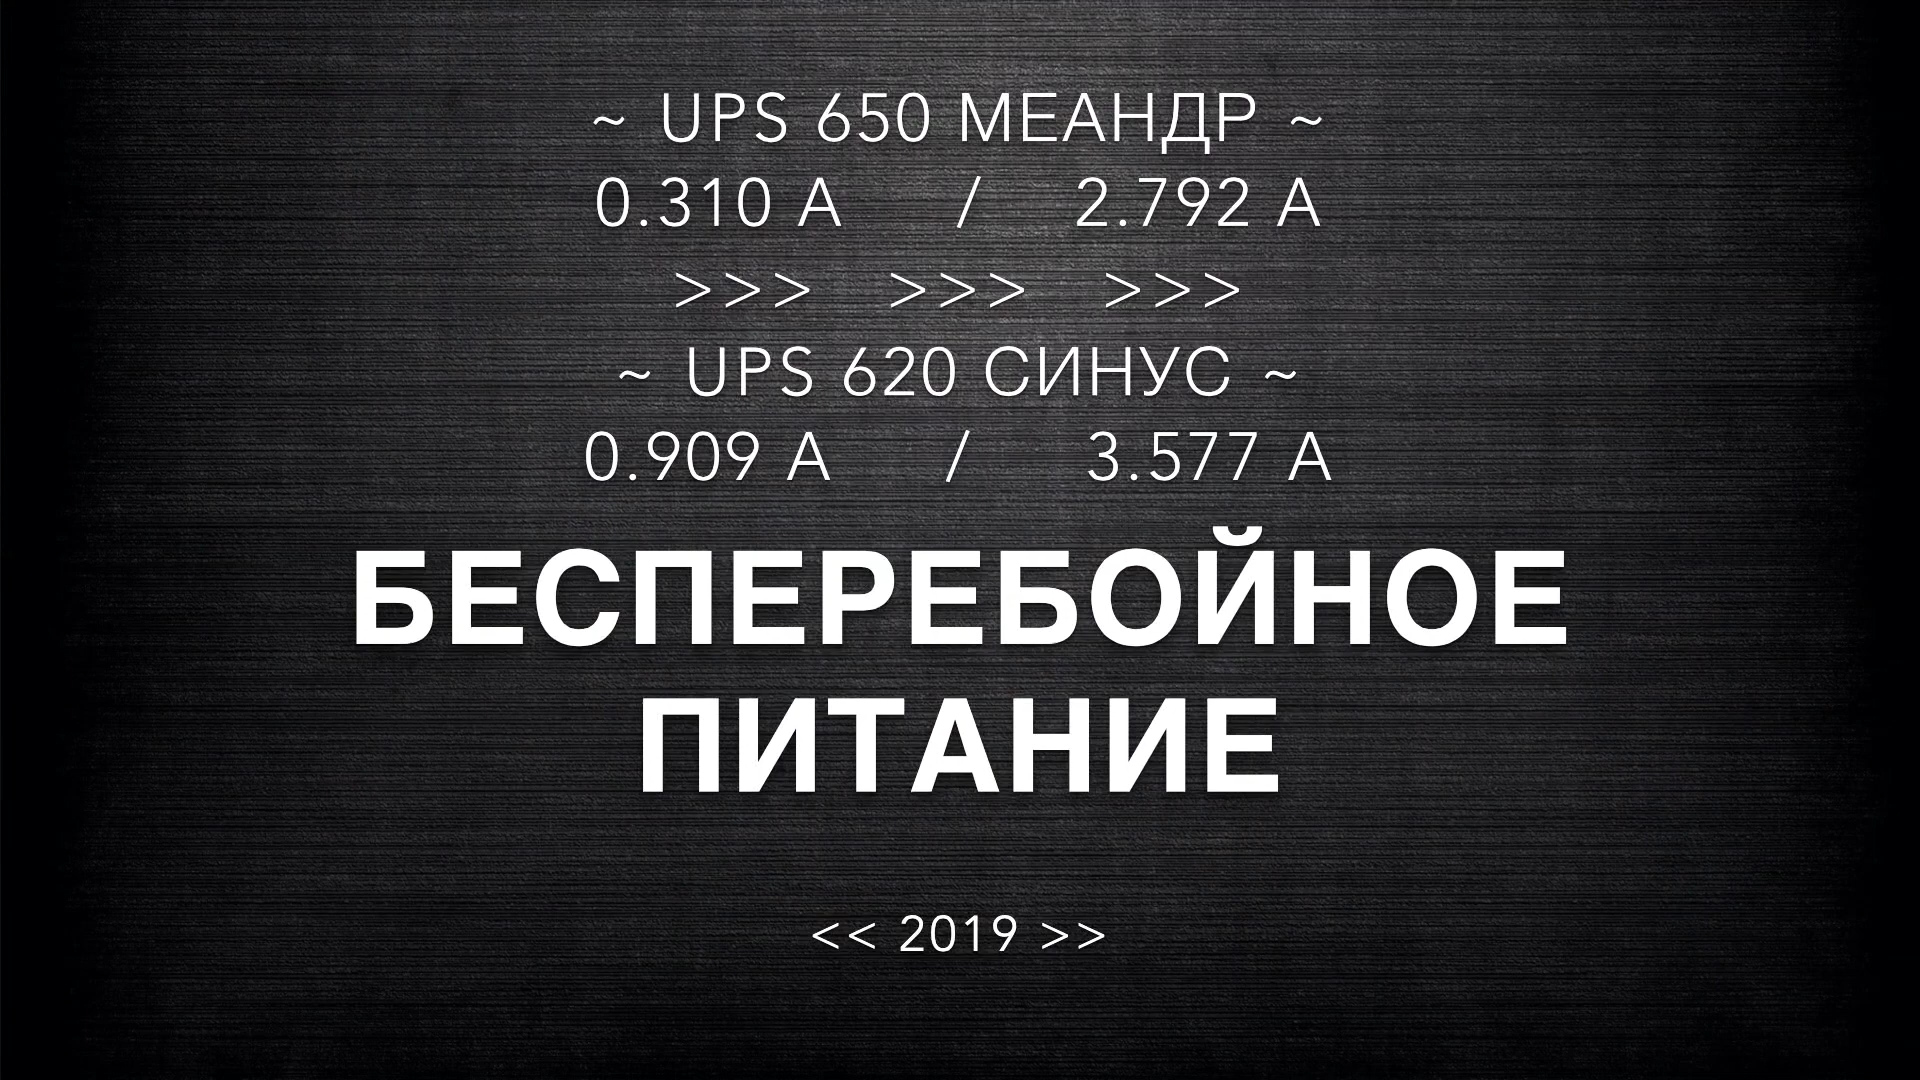 ~ UPS 650 МЕАНДР ~
0.310 А / 2.792 А
>>> >>> >>>
~ UPS 620 СИНУС ~
0.909 А / 3.577 А
БЕСПЕРЕБОЙНОЕ
ПИТАНИЕ
<< 2019 >>